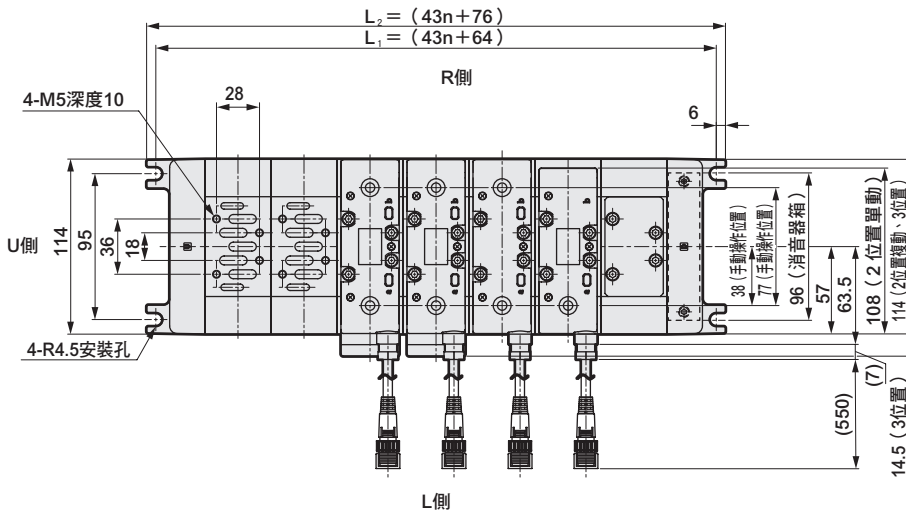 L₂＝（43n＋76）
L₁＝（43n＋64）
R側
4-M5深度10
28
6
U側
114
95
36
18
38（手動操作位置）
77（手動操作位置）
96（消音器箱）
57
63.5
108（2 位置單動）
114（2位置複動、3位置）
4-R4.5安裝孔
(7)
(550)
14.5（3位置）
L側